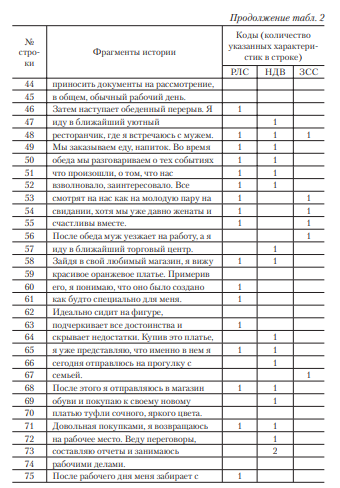 Продолжение табл. 2
№ стро-ки | Фрагменты истории | Коды (количество указанных характеристик в строке)
РЛС | НДВ | ЗСС
44 приносить документы на рассмотрение,
45 в общем, обычный рабочий день.
46 Затем наступает обеденный перерыв. Я 1
47 иду в ближайший уютный 1
48 ресторанчик, где я встречаюсь с мужем. 1 1 1
49 Мы заказываем еду, напиток. Во время 1 1
50 обеда мы разговариваем о тех событиях 1 1
51 что произошли, о том, что нас 1 1
52 взволновало, заинтересовало. Все 1 1
53 смотрят на нас как на молодую пару на 1 1
54 свидании, хотя мы уже давно женаты и 1 1
55 счастливы вместе. 1 1
56 После обеда муж уезжает на работу, а я 1
57 иду в ближайший торговый центр. 1
58 Зайдя в свой любимый магазин, я вижу 1 1
59 красивое оранжевое платье. Примерив
60 его, я понимаю, что оно было создано 1
61 как будто специально для меня. 1
62 Идеально сидит на фигуре,
63 подчеркивает все достоинства и 1
64 скрывает недостатки. Купив это платье, 1
65 я уже представляю, что именно в нем я 1 1
66 сегодня отправлюсь на прогулку с 1
67 семьей. 1
68 После этого я отправляюсь в магазин 1 1
69 обуви и покупаю к своему новому 1
70 платью туфли сочного, яркого цвета.
71 Довольная покупками, я возвращаюсь 1 1
72 на рабочее место. Веду переговоры, 1
73 составляю отчеты и занимаюсь 2
74 рабочими делами.
75 После рабочего дня меня забирает с 1